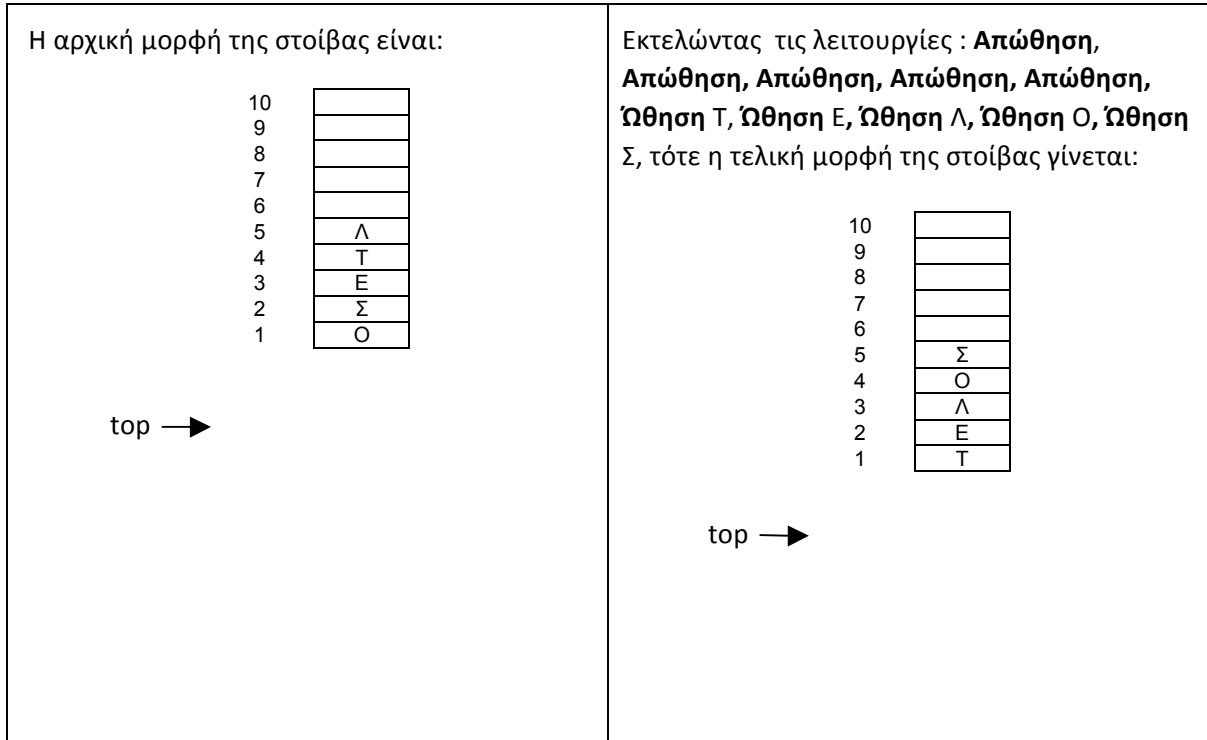 Η αρχική μορφή της στοίβας είναι:
10
9
8
7
6
5 Λ
4 Τ
3 Ε
2 Σ
1 Ο
top
Εκτελώντας τις λειτουργίες : Απώθηση,
Απώθηση, Απώθηση, Απώθηση, Απώθηση,
Ώθηση Τ, Ώθηση Ε, Ώθηση Λ, Ώθηση Ο, Ώθηση
Σ, τότε η τελική μορφή της στοίβας γίνεται:
10
9
8
7
6
5 Σ
4 Ο
3 Λ
2 Ε
1 Τ
top